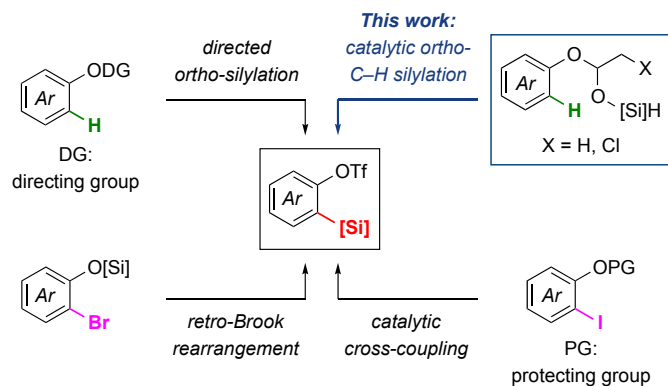 ODG
Ar
H
DG:
directing group
directed
ortho-silylation
This work:
catalytic ortho-
C–H silylation
O
X
Ar
O
H
[Si]H
X = H, Cl
OTf
Ar
[Si]
O[Si]
Ar
Br
retro-Brook
rearrangement
catalytic
cross-coupling
OPG
Ar
I
PG:
protecting group